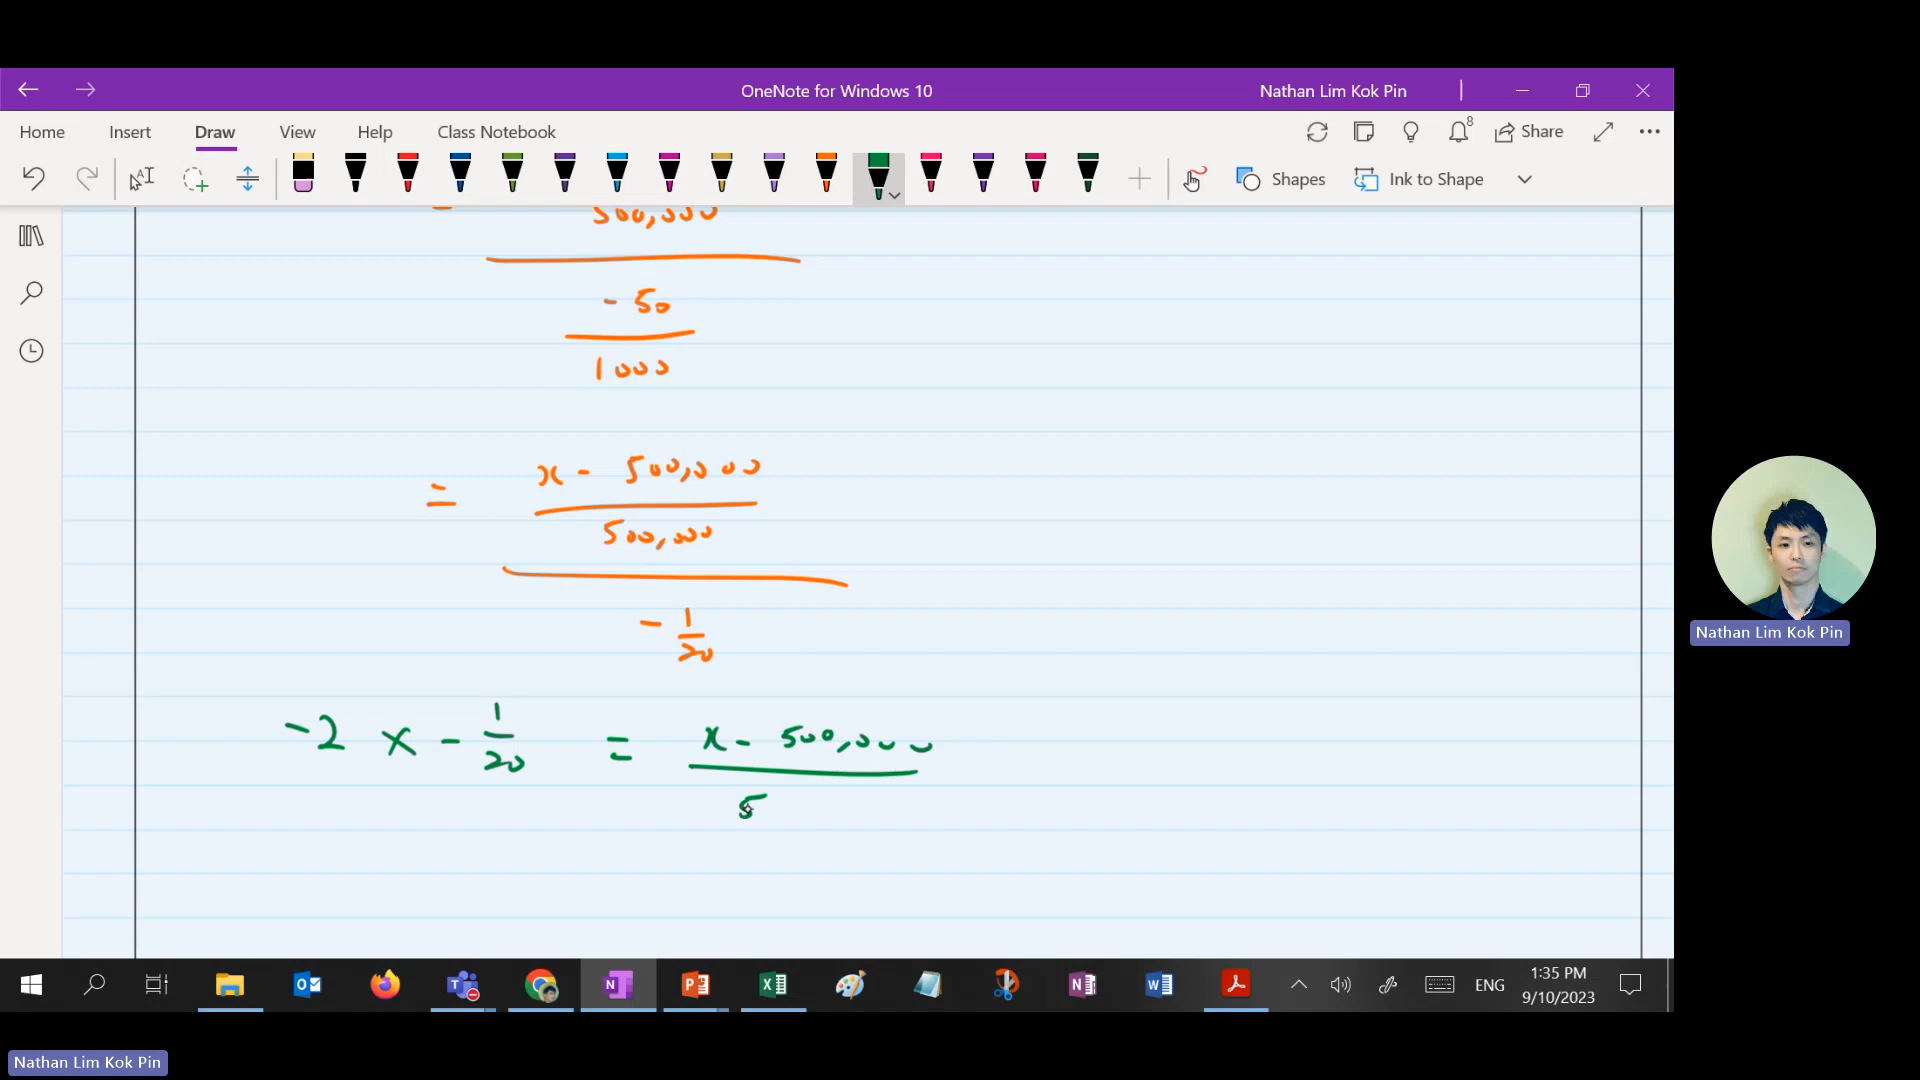 OneNote for Windows 10
Nathan Lim Kok Pin
Home Insert Draw View Help Class Notebook
8
Share
Shapes
Ink to Shape
= 500,000
- 50
1000
= x - 500,000
500,000
- 1
20
-2 x - 1 = x - 500,000
20 5
Nathan Lim Kok Pin
ENG
1:35 PM
9/10/2023
Nathan Lim Kok Pin